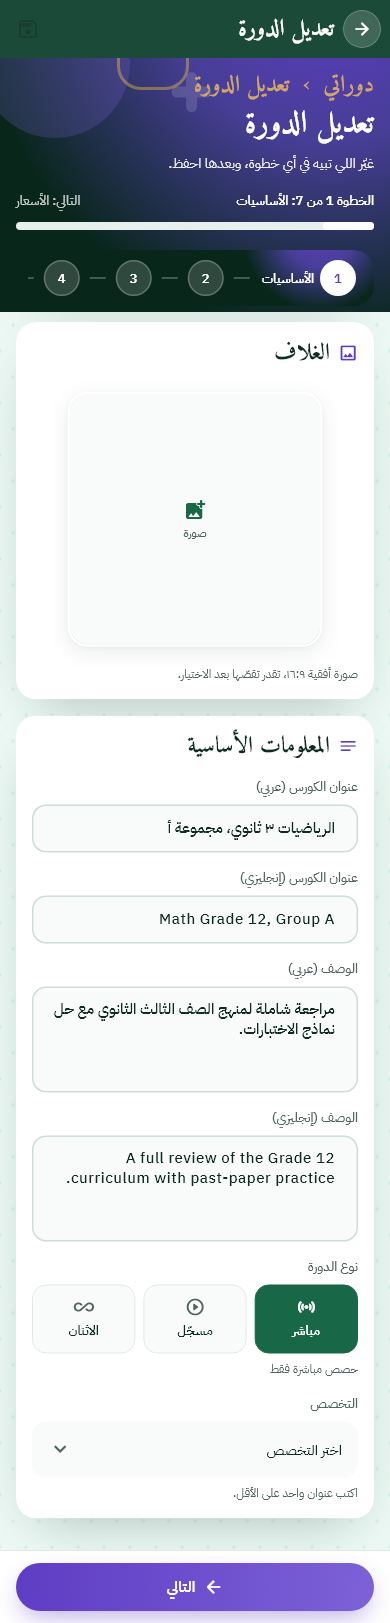 تعديل الدورة
دوراتي › تعديل الدورة
تعديل الدورة
غيّر اللي تبيه في أي خطوة، وبعدها احفظ.
الخطوة 1 من 7: الأساسيات
التالي: الأسعار
1 الأساسيات 2 3 4
الغلاف
صورة
صورة أفقية ١٦:٩، تقدر تقصّها بعد الاختيار.
المعلومات الأساسية
عنوان الكورس (عربي)
الرياضيات ٣ ثانوي، مجموعة أ
عنوان الكورس (إنجليزي)
Math Grade 12, Group A
الوصف (عربي)
مراجعة شاملة لمنهج الصف الثالث الثانوي مع حل
نماذج الاختبارات.
الوصف (إنجليزي)
A full review of the Grade 12
curriculum with past-paper practice.
نوع الدورة
مباشر
مسجّل
الاثنان
حصص مباشرة فقط
التخصص
اختر التخصص
اكتب عنوان واحد على الأقل.
التالي